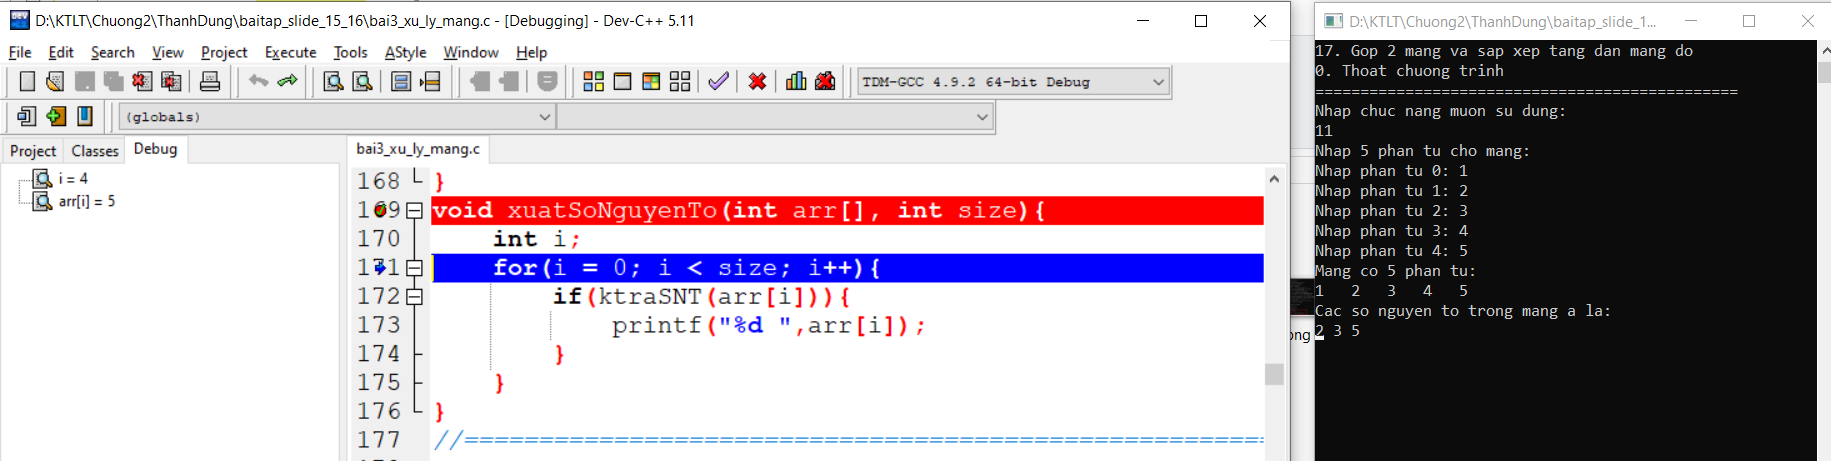 D:\KTLT\Chuong2\ThanhDung\baitap_slide_15_16\bai3_xu_ly_mang.c - [Debugging] - Dev-C++ 5.11
File Edit Search View Project Execute Tools AStyle Window Help
TDM-GCC 4.9.2 64-bit Debug
(globals)
Project Classes Debug
i = 4
arr[i] = 5
bai3_xu_ly_mang.c
168 }
169 void xuatSoNguyenTo(int arr[], int size){
170 int i;
171 for(i = 0; i < size; i++){
172 if(ktraSNT(arr[i])){
173 printf("%d ",arr[i]);
174 }
175 }
176 }
177 //==========================================================
ong
D:\KTLT\Chuong2\ThanhDung\baitap_slide_1...
17. Gop 2 mang va sap xep tang dan mang do
0. Thoat chuong trinh
===============================================
Nhap chuc nang muon su dung:
11
Nhap 5 phan tu cho mang:
Nhap phan tu 0: 1
Nhap phan tu 1: 2
Nhap phan tu 2: 3
Nhap phan tu 3: 4
Nhap phan tu 4: 5
Mang co 5 phan tu:
1 2 3 4 5
Cac so nguyen to trong mang a la:
2 3 5